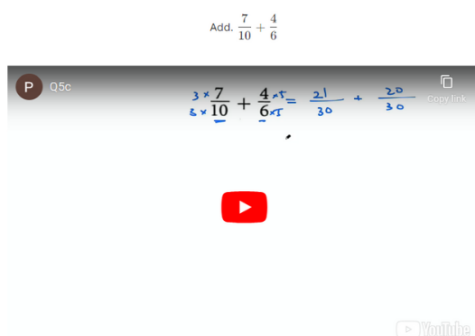 Add. 7/10 + 4/6
P Q5c
Copy link
3 × 7/3 × 10 + 4 × 5/6 × 5 = 21/30 + 20/30
YouTube